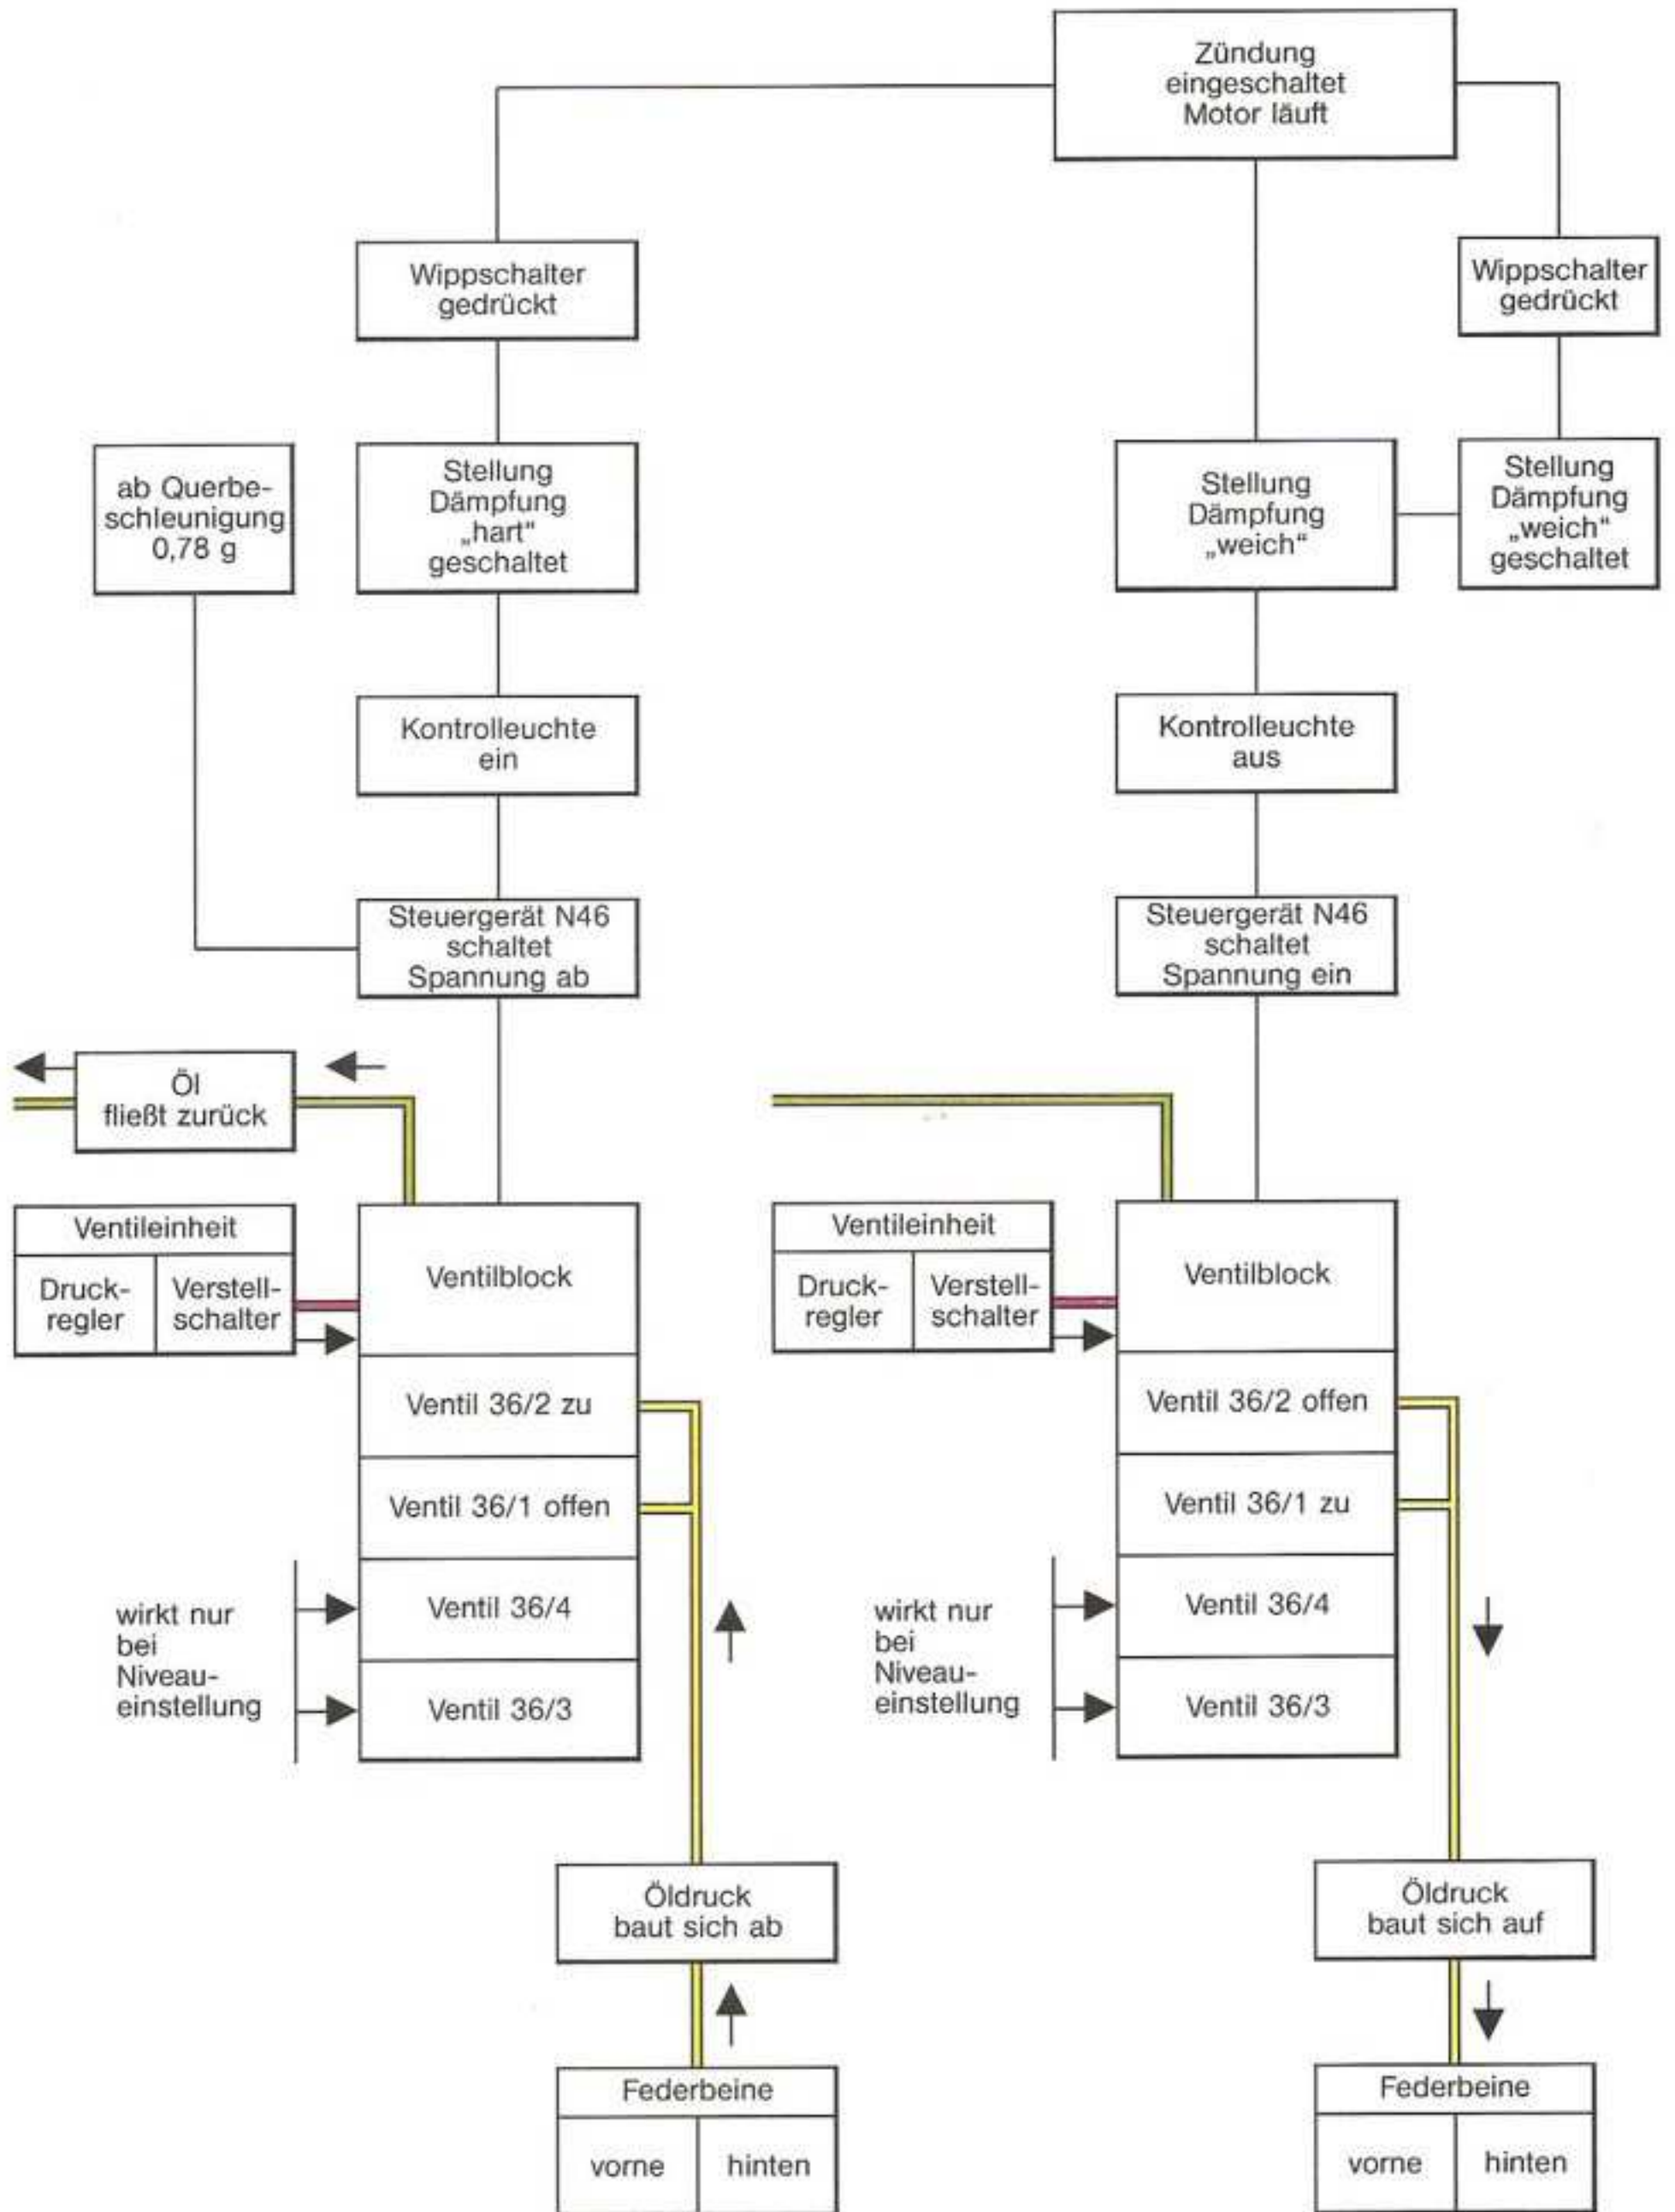 Zündung
eingeschaltet
Motor läuft
Wippschalter
gedrückt
Wippschalter
gedrückt
ab Querbe-
schleunigung
0,78 g
Stellung
Dämpfung
„hart“
geschaltet
Stellung
Dämpfung
„weich“
Stellung
Dämpfung
„weich“
geschaltet
Kontrolleuchte
ein
Kontrolleuchte
aus
Steuergerät N46
schaltet
Spannung ab
Steuergerät N46
schaltet
Spannung ein
Öl
fließt zurück
Ventileinheit
Druck-
regler
Verstell-
schalter
Ventilblock
Ventil 36/2 zu
Ventil 36/1 offen
Ventil 36/4
Ventil 36/3
wirkt nur
bei
Niveau-
einstellung
Ventileinheit
Druck-
regler
Verstell-
schalter
Ventilblock
Ventil 36/2 offen
Ventil 36/1 zu
Ventil 36/4
Ventil 36/3
wirkt nur
bei
Niveau-
einstellung
Öldruck
baut sich ab
Öldruck
baut sich auf
Federbeine
vorne
hinten
Federbeine
vorne
hinten